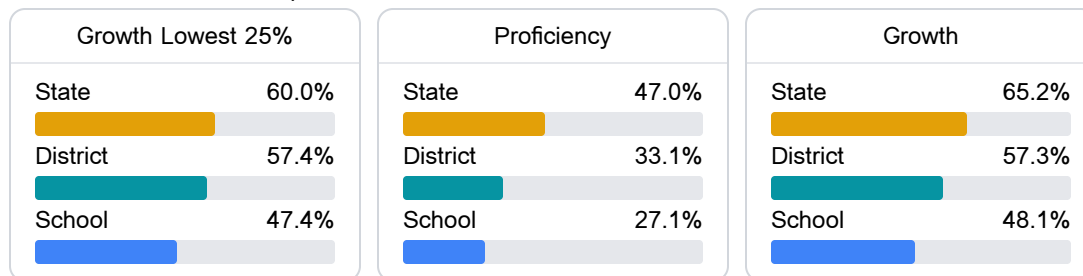 Growth Lowest 25%
State 60.0%
District 57.4%
School 47.4%
Proficiency
State 47.0%
District 33.1%
School 27.1%
Growth
State 65.2%
District 57.3%
School 48.1%